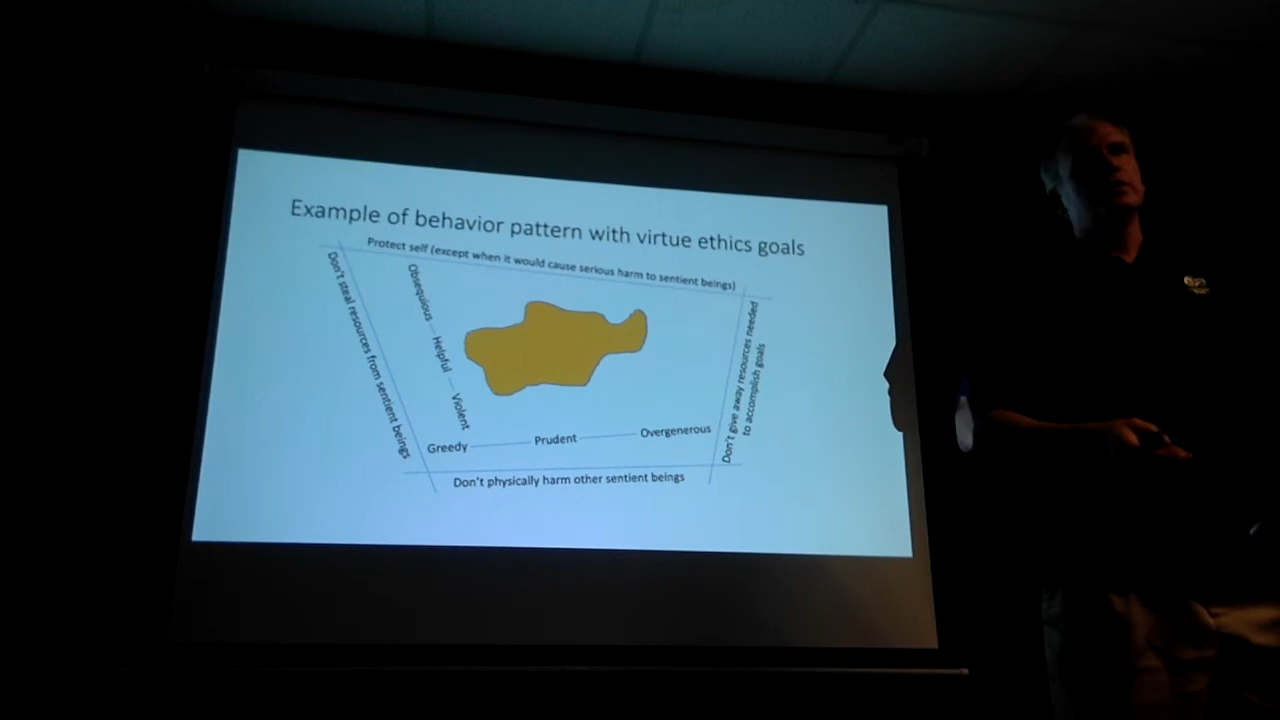 Example of behavior pattern with virtue ethics goals
Protect self (except when it would cause serious harm to sentient beings)
Don't steal resources from sentient beings
Obsequious — Helpful — Violent
Don't give away resources needed
to accomplish goals
Greedy — Prudent — Overgenerous
Don't physically harm other sentient beings